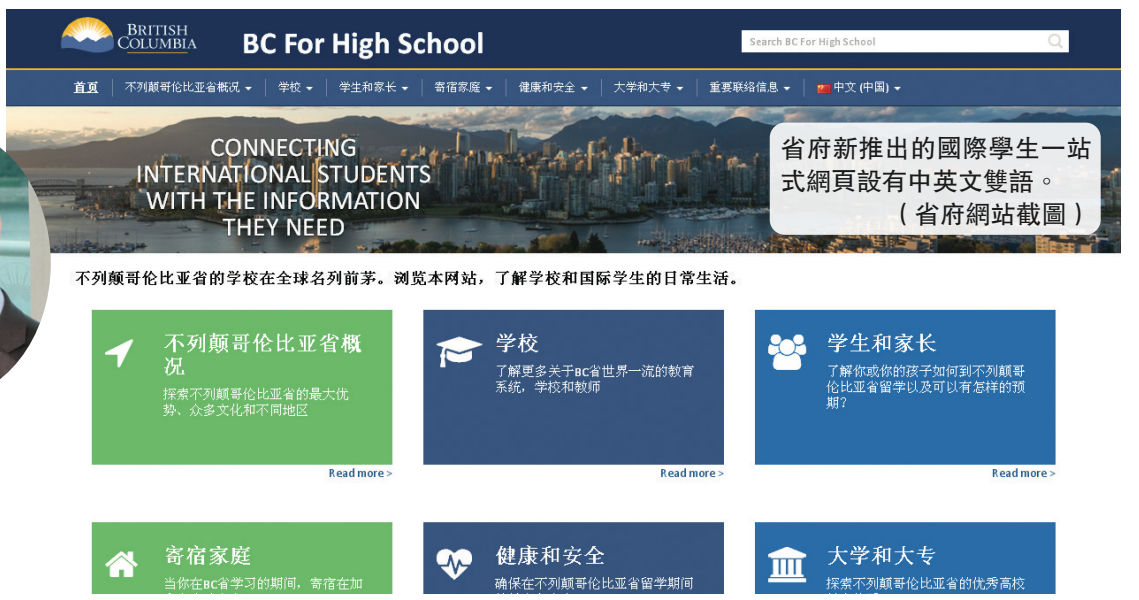 BRITISH
COLUMBIA
BC For High School
Search BC For High School
首页 不列颠哥伦比亚省概况 学校 学生和家长 寄宿家庭 健康和安全 大学和大专 重要联络信息 中文 (中国)
CONNECTING
INTERNATIONAL STUDENTS
WITH THE INFORMATION
THEY NEED
省府新推出的國際學生一站
式網頁設有中英文雙語。
(省府網站截圖)
不列颠哥伦比亚省的学校在全球名列前茅。浏览本网站，了解学校和国际学生的日常生活。
不列颠哥伦比亚省概
况
探索不列颠哥伦比亚省的最大优
势、众多文化和不同地区
Read more >
学校
了解更多关于BC省世界一流的教育
系统，学校和教师
Read more >
学生和家长
了解你或你的孩子如何到不列颠哥
伦比亚省留学以及可以有怎样的预
期?
Read more >
寄宿家庭
当你在BC省学习的期间，寄宿在加
健康和安全
确保在不列颠哥伦比亚省留学期间
大学和大专
探索不列颠哥伦比亚省的优秀高校